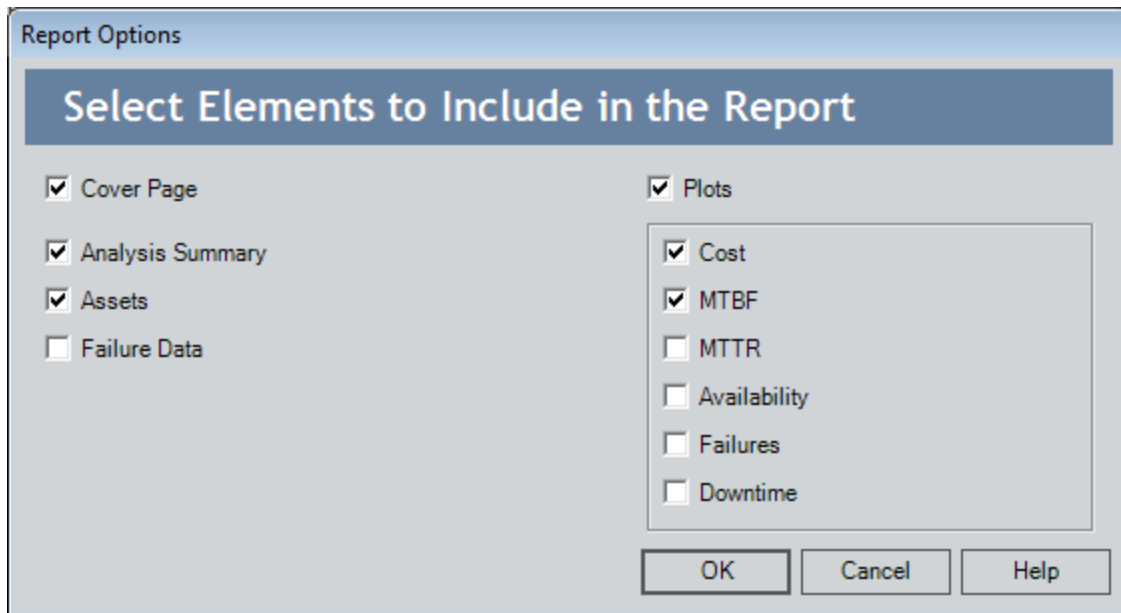 Report Options
Select Elements to Include in the Report
Cover Page
Analysis Summary
Assets
Failure Data
Plots
Cost
MTBF
MTTR
Availability
Failures
Downtime
OK
Cancel
Help